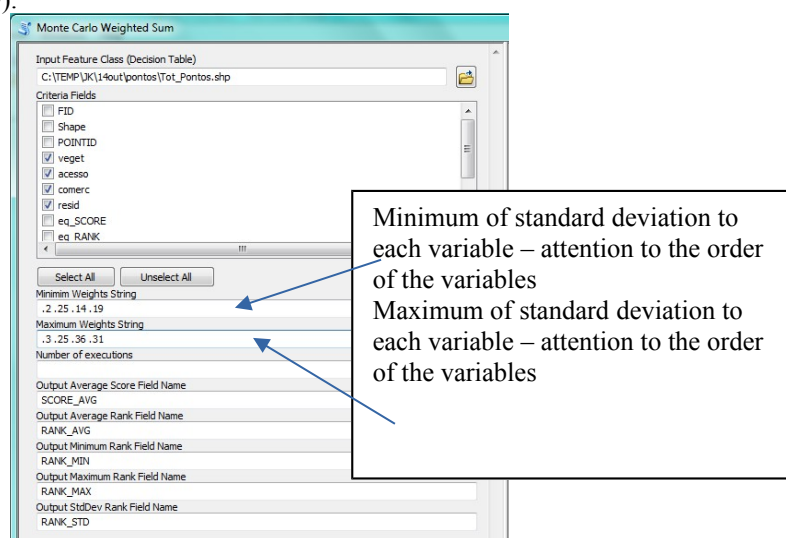 ).
Monte Carlo Weighted Sum
Input Feature Class (Decision Table)
C:\TEMP\JK\14out\pontos\Tot_Pontos.shp
Criteria Fields
FID
Shape
POINTID
veget
acesso
comerc
resid
eq_SCORE
eq_RANK
Select All Unselect All
Minimim Weights String
.2 .25 .14 .19
Maximum Weights String
.3 .25 .36 .31
Number of executions
Output Average Score Field Name
SCORE_AVG
Output Average Rank Field Name
RANK_AVG
Output Minimum Rank Field Name
RANK_MIN
Output Maximum Rank Field Name
RANK_MAX
Output StdDev Rank Field Name
RANK_STD
Minimum of standard deviation to
each variable – attention to the order
of the variables
Maximum of standard deviation to
each variable – attention to the order
of the variables